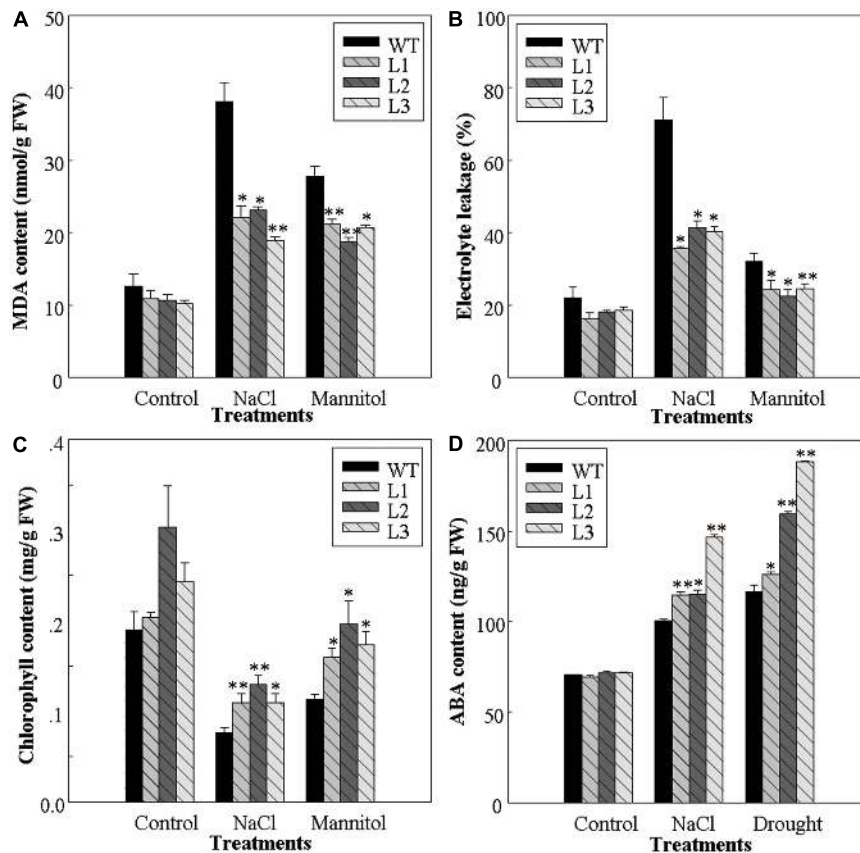 A
MDA content (nmol/g FW)
50
40
30
20
10
0
WT
L1
L2
L3
* * **
** ** *
Control NaCl Mannitol
Treatments
B
Electrolyte leakage (%)
100
80
60
40
20
0
WT
L1
L2
L3
* * *
* * **
Control NaCl Mannitol
Treatments
C
Chlorophyll content (mg/g FW)
.4
.3
.2
.1
0.0
WT
L1
L2
L3
** ** *
* * *
Control NaCl Mannitol
Treatments
D
ABA content (ng/g FW)
200
150
100
50
0
WT
L1
L2
L3
** * **
* ** **
Control NaCl Drought
Treatments